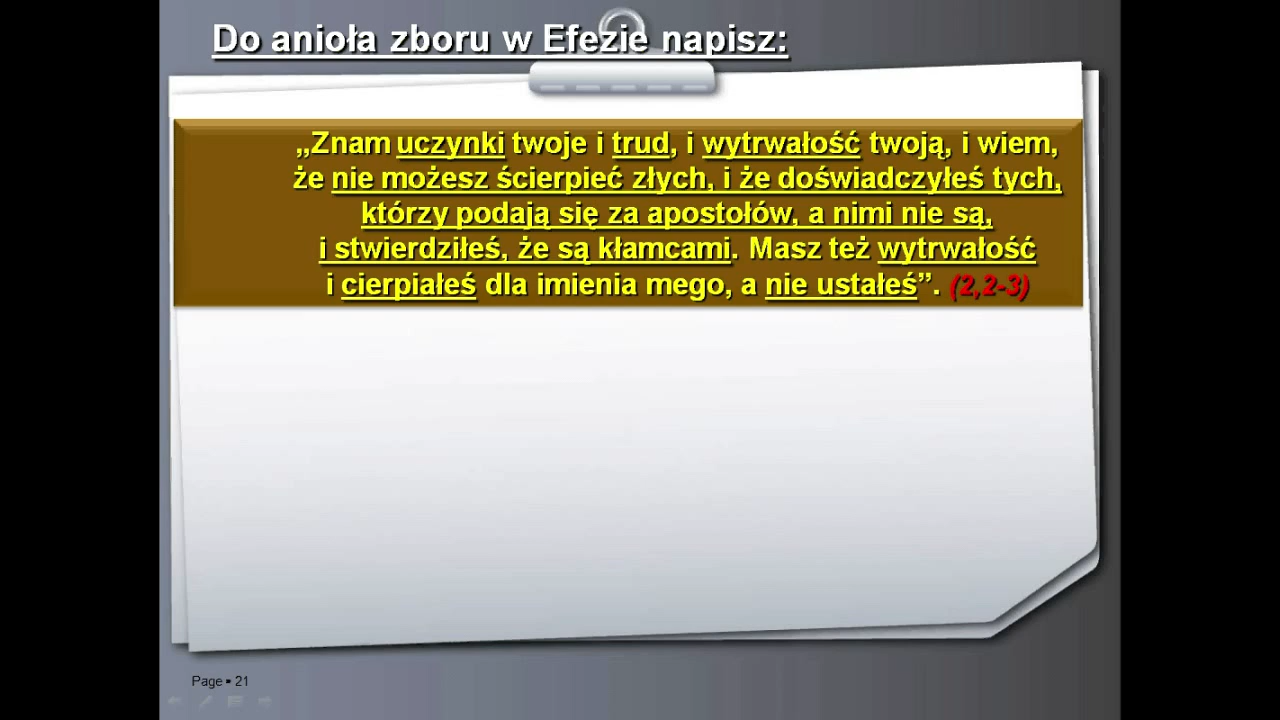 Do anioła zboru w Efezie napisz:
„Znam uczynki twoje i trud, i wytrwałość twoją, i wiem,
że nie możesz ścierpieć złych, i że doświadczyłeś tych,
którzy podają się za apostołów, a nimi nie są,
i stwierdziłeś, że są kłamcami. Masz też wytrwałość
i cierpiałeś dla imienia mego, a nie ustałeś”. (2,2-3)
Page ▪ 21